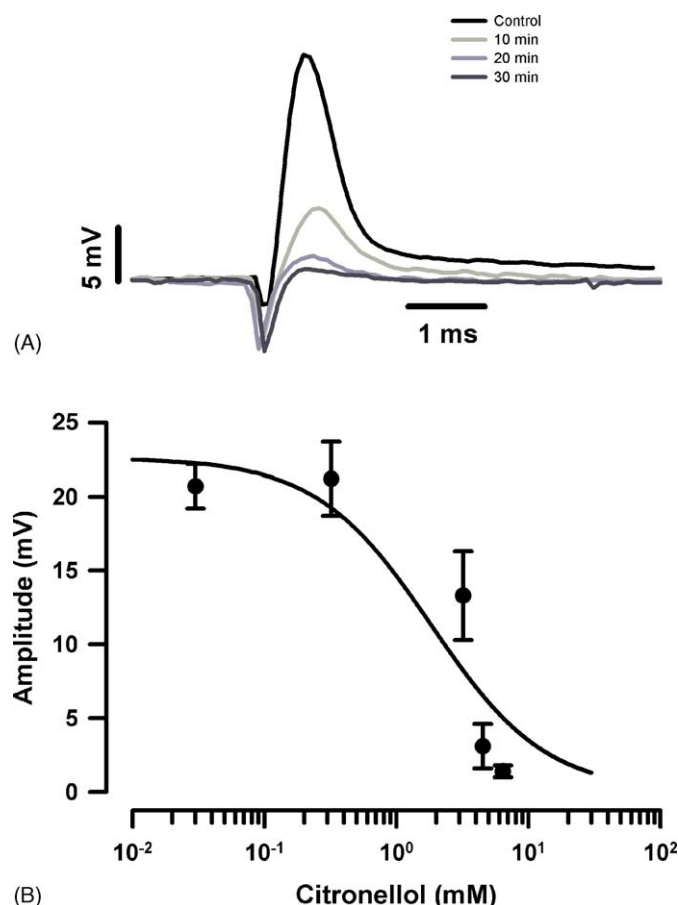 Control
10 min
20 min
30 min
5 mV
1 ms
(A)
25
20
15
10
5
0
Amplitude (mV)
10⁻² 10⁻¹ 10⁰ 10¹ 10²
Citronellol (mM)
(B)